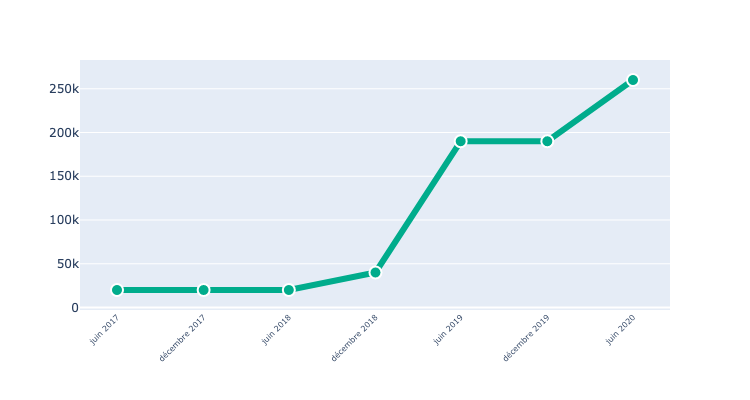 250k
200k
150k
100k
50k
0
juin 2017
décembre 2017
juin 2018
décembre 2018
juin 2019
décembre 2019
juin 2020